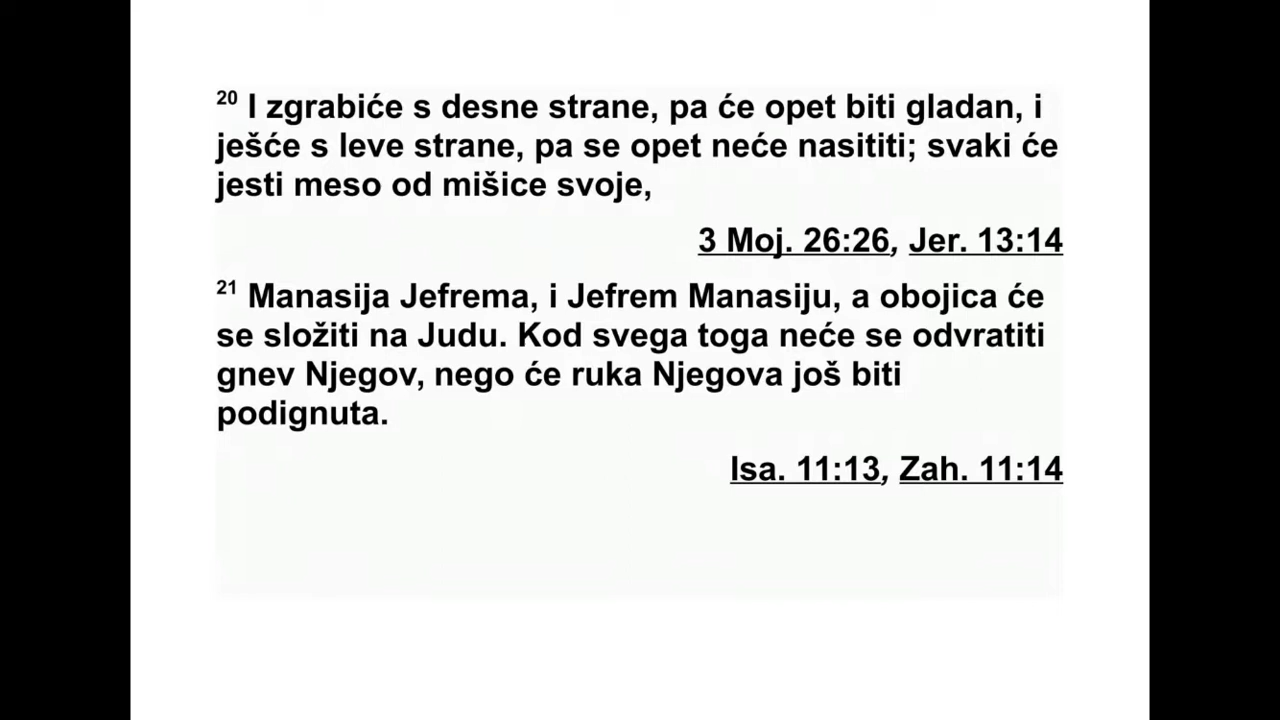 20 I zgrabiće s desne strane, pa će opet biti gladan, i
ješće s leve strane, pa se opet neće nasititi; svaki će
jesti meso od mišice svoje,
3 Moj. 26:26, Jer. 13:14
21 Manasija Jefrema, i Jefrem Manasiju, a obojica će
se složiti na Judu. Kod svega toga neće se odvratiti
gnev Njegov, nego će ruka Njegova još biti
podignuta.
Isa. 11:13, Zah. 11:14